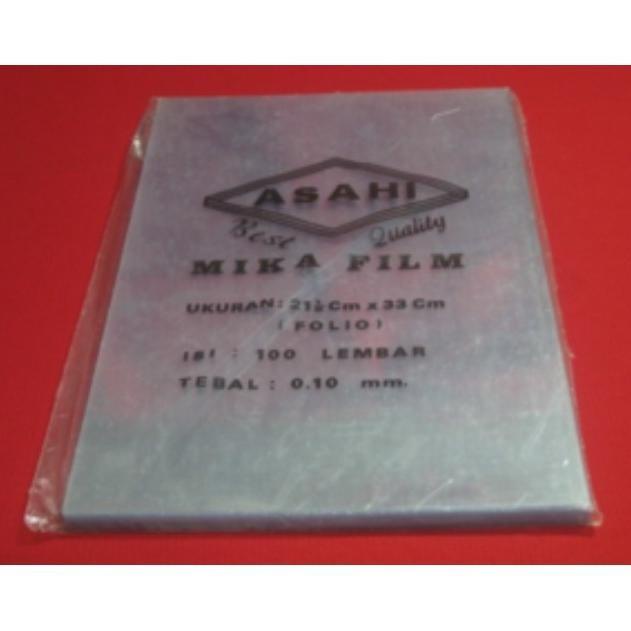 ASAHI
Best Quality
MIKA FILM
UKURAN: 21½ Cm x 33 Cm
( FOLIO )
ISI : 100 LEMBAR
TEBAL : 0.10 mm.